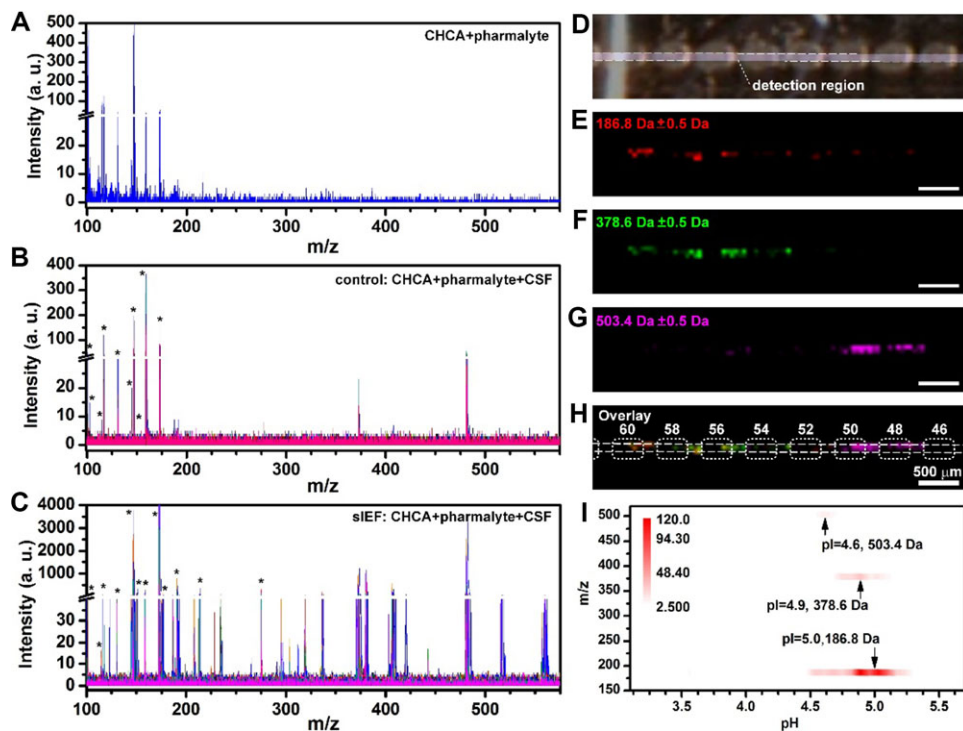 A
CHCA+pharmalyte
Intensity (a. u.)
500
400
300
200
100
20
10
0
100 200 300 400 500
m/z
B
control: CHCA+pharmalyte+CSF
Intensity (a. u.)
400
300
200
100
20
10
0
* * * * * * * * *
100 200 300 400 500
m/z
C
sIEF: CHCA+pharmalyte+CSF
Intensity (a. u.)
4000
3000
2000
1000
30
20
10
0
* * * * * * * * * * * *
100 200 300 400 500
m/z
D
detection region
E
186.8 Da ±0.5 Da
F
378.6 Da ±0.5 Da
G
503.4 Da ±0.5 Da
H
Overlay
60 58 56 54 52 50 48 46
500 μm
I
m/z
500
450
400
350
300
250
200
150
120.0
94.30
48.40
2.500
pI=4.6, 503.4 Da
pI=4.9, 378.6 Da
pI=5.0,186.8 Da
3.5 4.0 4.5 5.0 5.5
pH